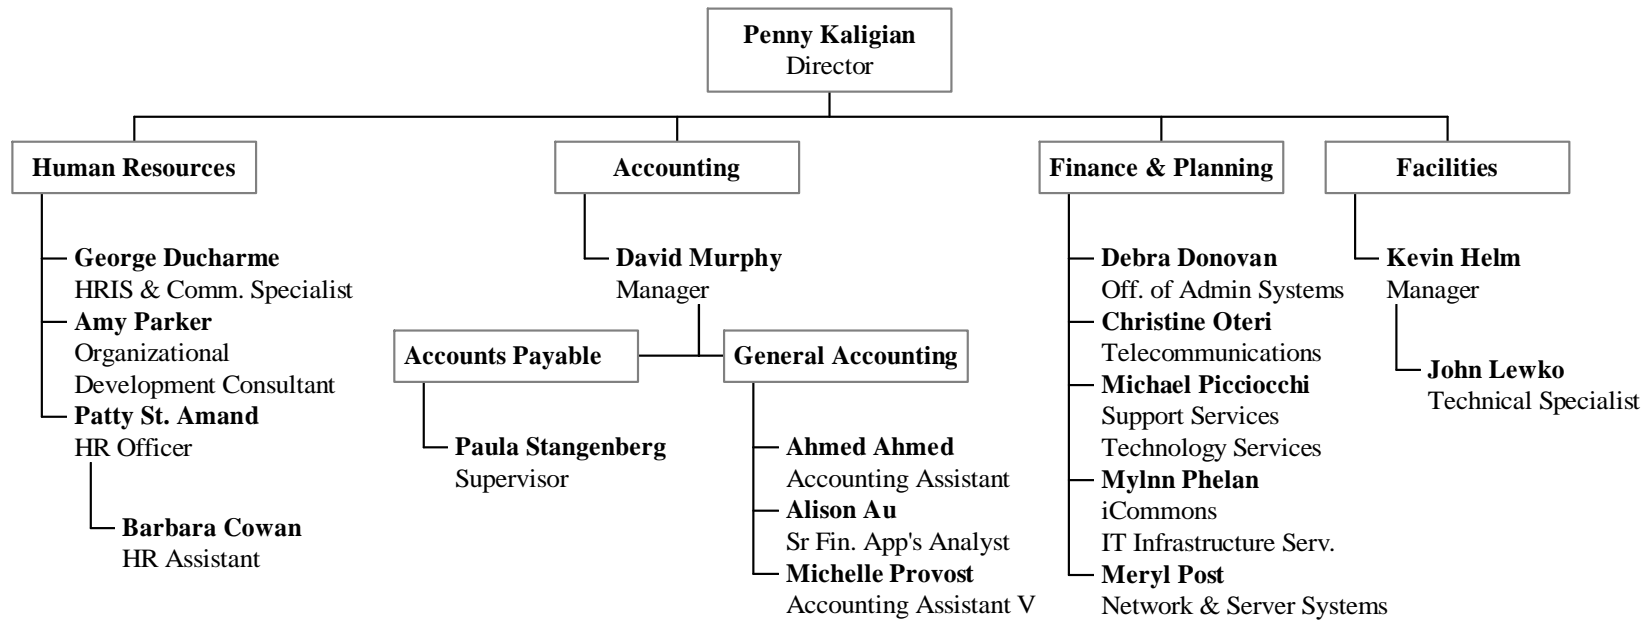 Penny Kaligian
Director
Human Resources
George Ducharme
HRIS & Comm. Specialist
Amy Parker
Organizational
Development Consultant
Patty St. Amand
HR Officer
Barbara Cowan
HR Assistant
Accounting
David Murphy
Manager
Accounts Payable
Paula Stangenberg
Supervisor
General Accounting
Ahmed Ahmed
Accounting Assistant
Alison Au
Sr Fin. App's Analyst
Michelle Provost
Accounting Assistant V
Finance & Planning
Debra Donovan
Off. of Admin Systems
Christine Oteri
Telecommunications
Michael Picciocchi
Support Services
Technology Services
Mylnn Phelan
iCommons
IT Infrastructure Serv.
Meryl Post
Network & Server Systems
Facilities
Kevin Helm
Manager
John Lewko
Technical Specialist